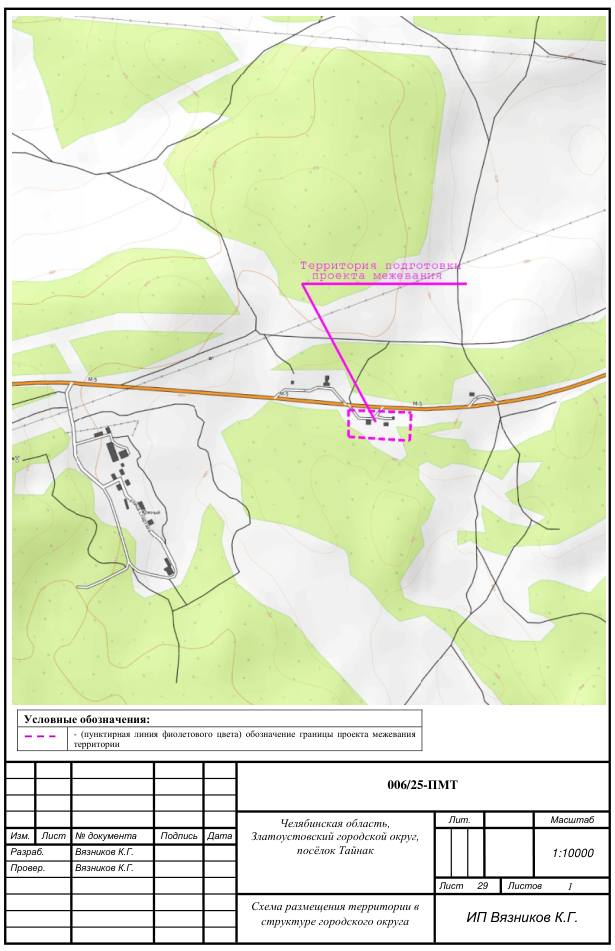 Территория подготовки
проекта межевания
М-5
М-5
М-5
Условные обозначения:
- (пунктирная линия фиолетового цвета) обозначение границы проекта межевания
территории
006/25-ПМТ
Челябинская область,
Златоустовский городской округ,
посёлок Тайнак
Лит.
Масштаб
1:10000
Изм. Лист № документа Подпись Дата
Разраб. Вязников К.Г.
Провер. Вязников К.Г.
Лист 29 Листов 1
Схема размещения территории в
структуре городского округа
ИП Вязников К.Г.